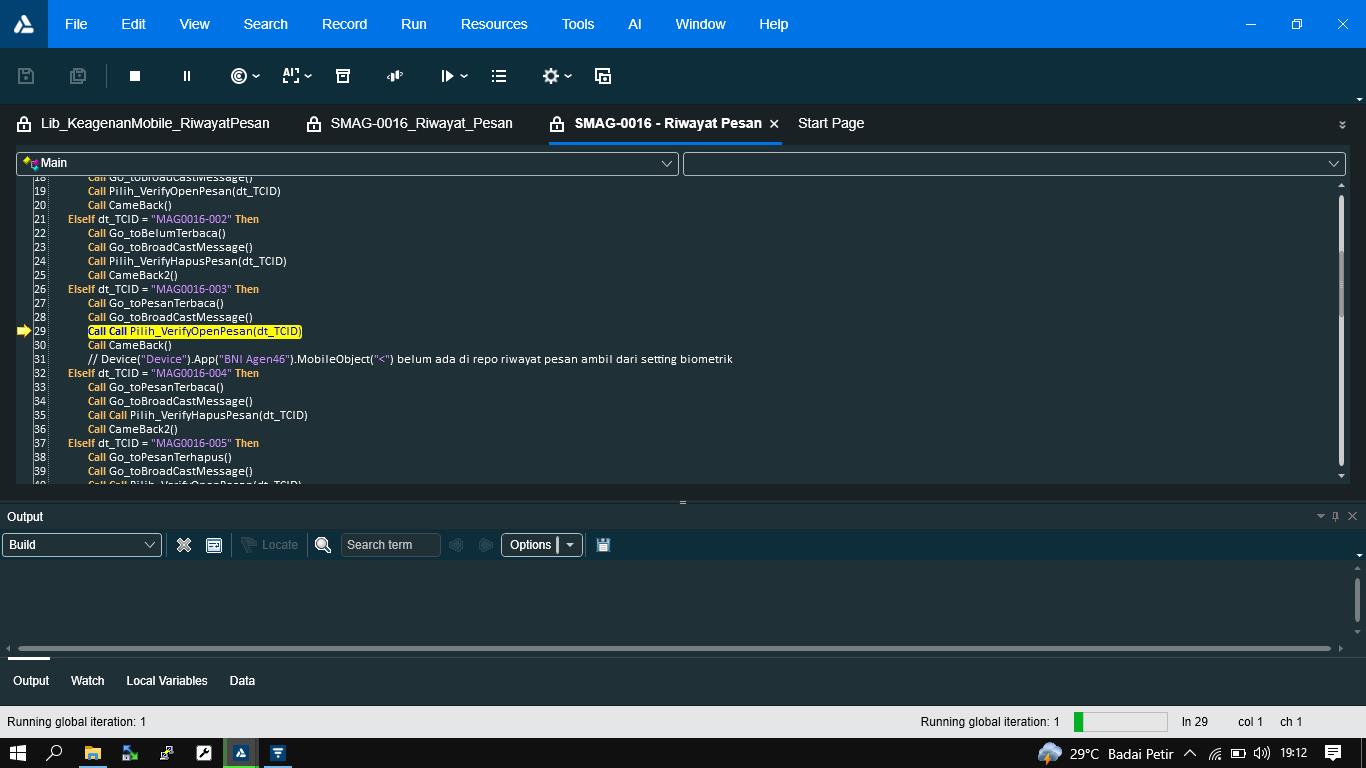 File Edit View Search Record Run Resources Tools AI Window Help
Lib_KeagenanMobile_RiwayatPesan SMAG-0016_Riwayat_Pesan SMAG-0016 - Riwayat Pesan Start Page
Main
18 Call Go_toBroadCastMessage()
19 Call Pilih_VerifyOpenPesan(dt_TCID)
20 Call CameBack()
21 ElseIf dt_TCID = "MAG0016-002" Then
22 Call Go_toBelumTerbaca()
23 Call Go_toBroadCastMessage()
24 Call Pilih_VerifyHapusPesan(dt_TCID)
25 Call CameBack2()
26 ElseIf dt_TCID = "MAG0016-003" Then
27 Call Go_toPesanTerbaca()
28 Call Go_toBroadCastMessage()
29 Call Call Pilih_VerifyOpenPesan(dt_TCID)
30 Call CameBack()
31 // Device("Device").App("BNI Agen46").MobileObject("<") belum ada di repo riwayat pesan ambil dari setting biometrik
32 ElseIf dt_TCID = "MAG0016-004" Then
33 Call Go_toPesanTerbaca()
34 Call Go_toBroadCastMessage()
35 Call Call Pilih_VerifyHapusPesan(dt_TCID)
36 Call CameBack2()
37 ElseIf dt_TCID = "MAG0016-005" Then
38 Call Go_toPesanTerhapus()
39 Call Go_toBroadCastMessage()
40 Call Call Pilih_VerifyOpenPesan(dt_TCID)
Output
Build Locate Search term Options
Output Watch Local Variables Data
Running global iteration: 1 Running global iteration: 1 ln 29 col 1 ch 1
29°C Badai Petir 19:12